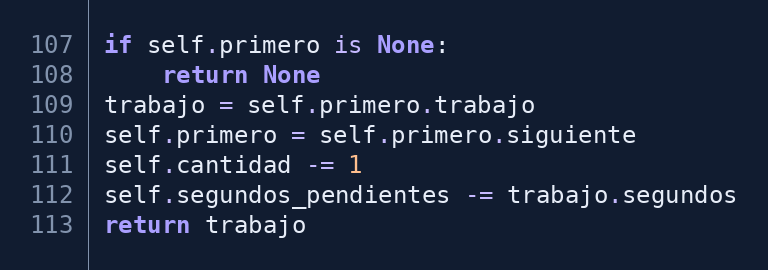 107 if self.primero is None:
108     return None
109 trabajo = self.primero.trabajo
110 self.primero = self.primero.siguiente
111 self.cantidad -= 1
112 self.segundos_pendientes -= trabajo.segundos
113 return trabajo